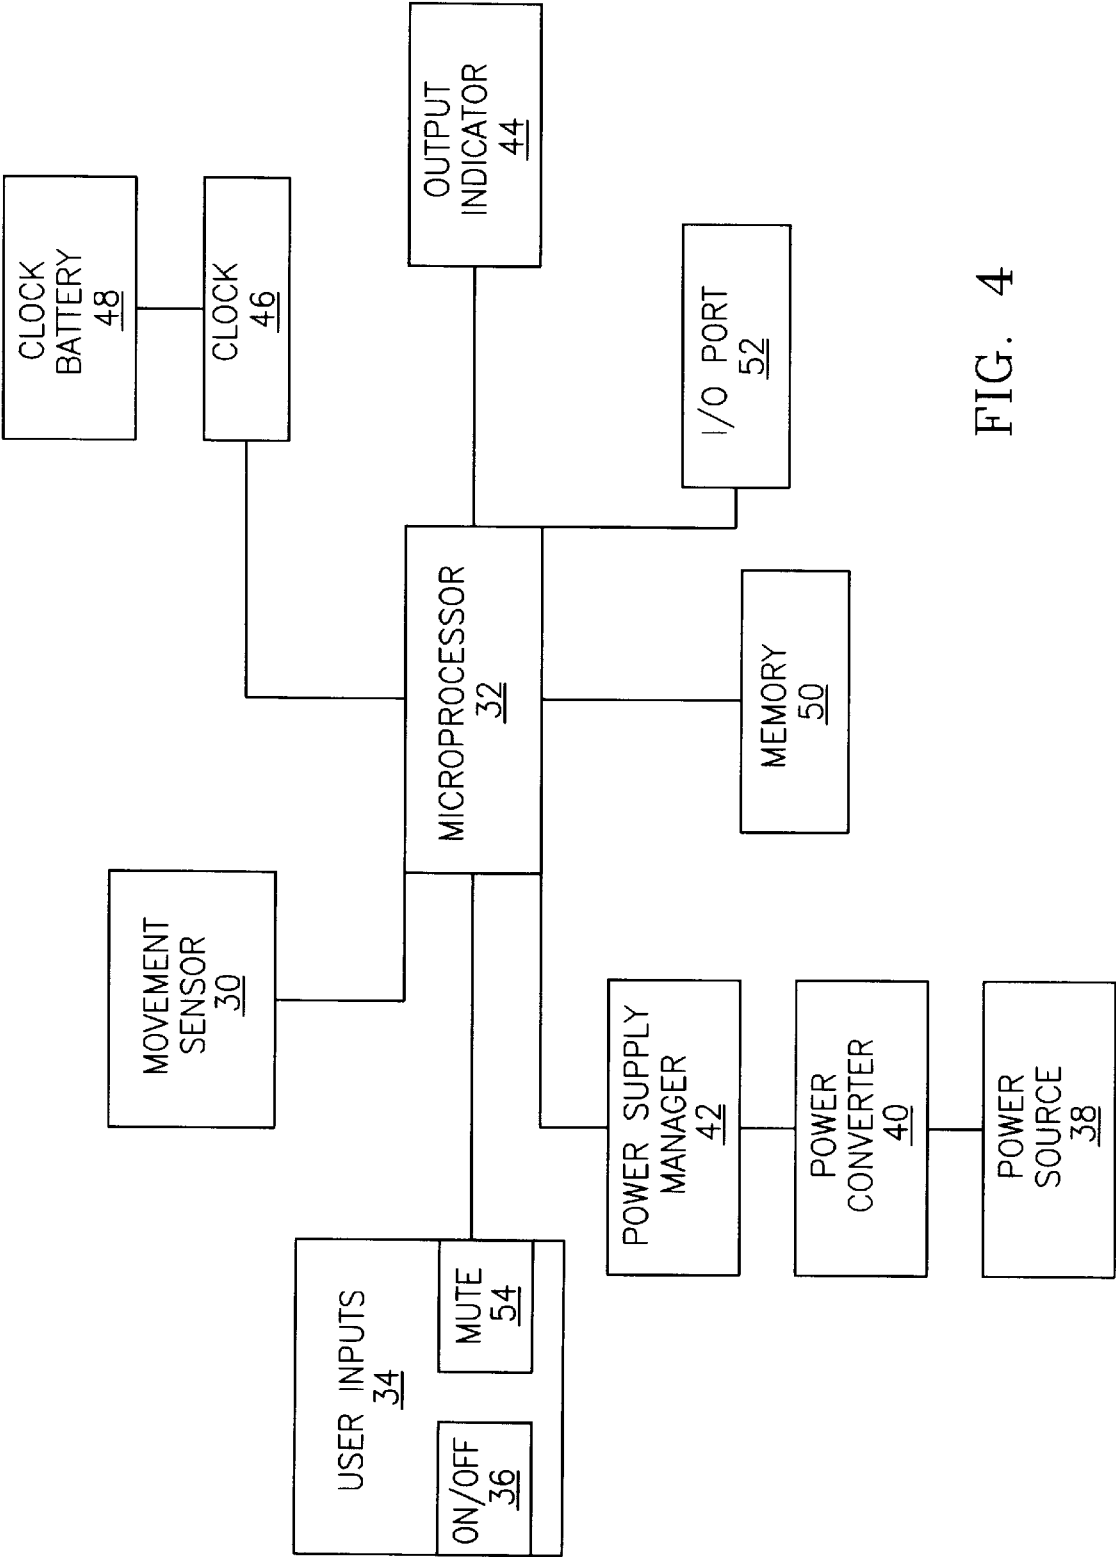 CLOCK
BATTERY
48
CLOCK
46
OUTPUT
INDICATOR
44
MOVEMENT
SENSOR
30
MICROPROCESSOR
32
I/O PORT
52
USER INPUTS
34
ON/OFF
36
MUTE
54
POWER SUPPLY
MANAGER
42
MEMORY
50
POWER
CONVERTER
40
POWER
SOURCE
38
FIG. 4